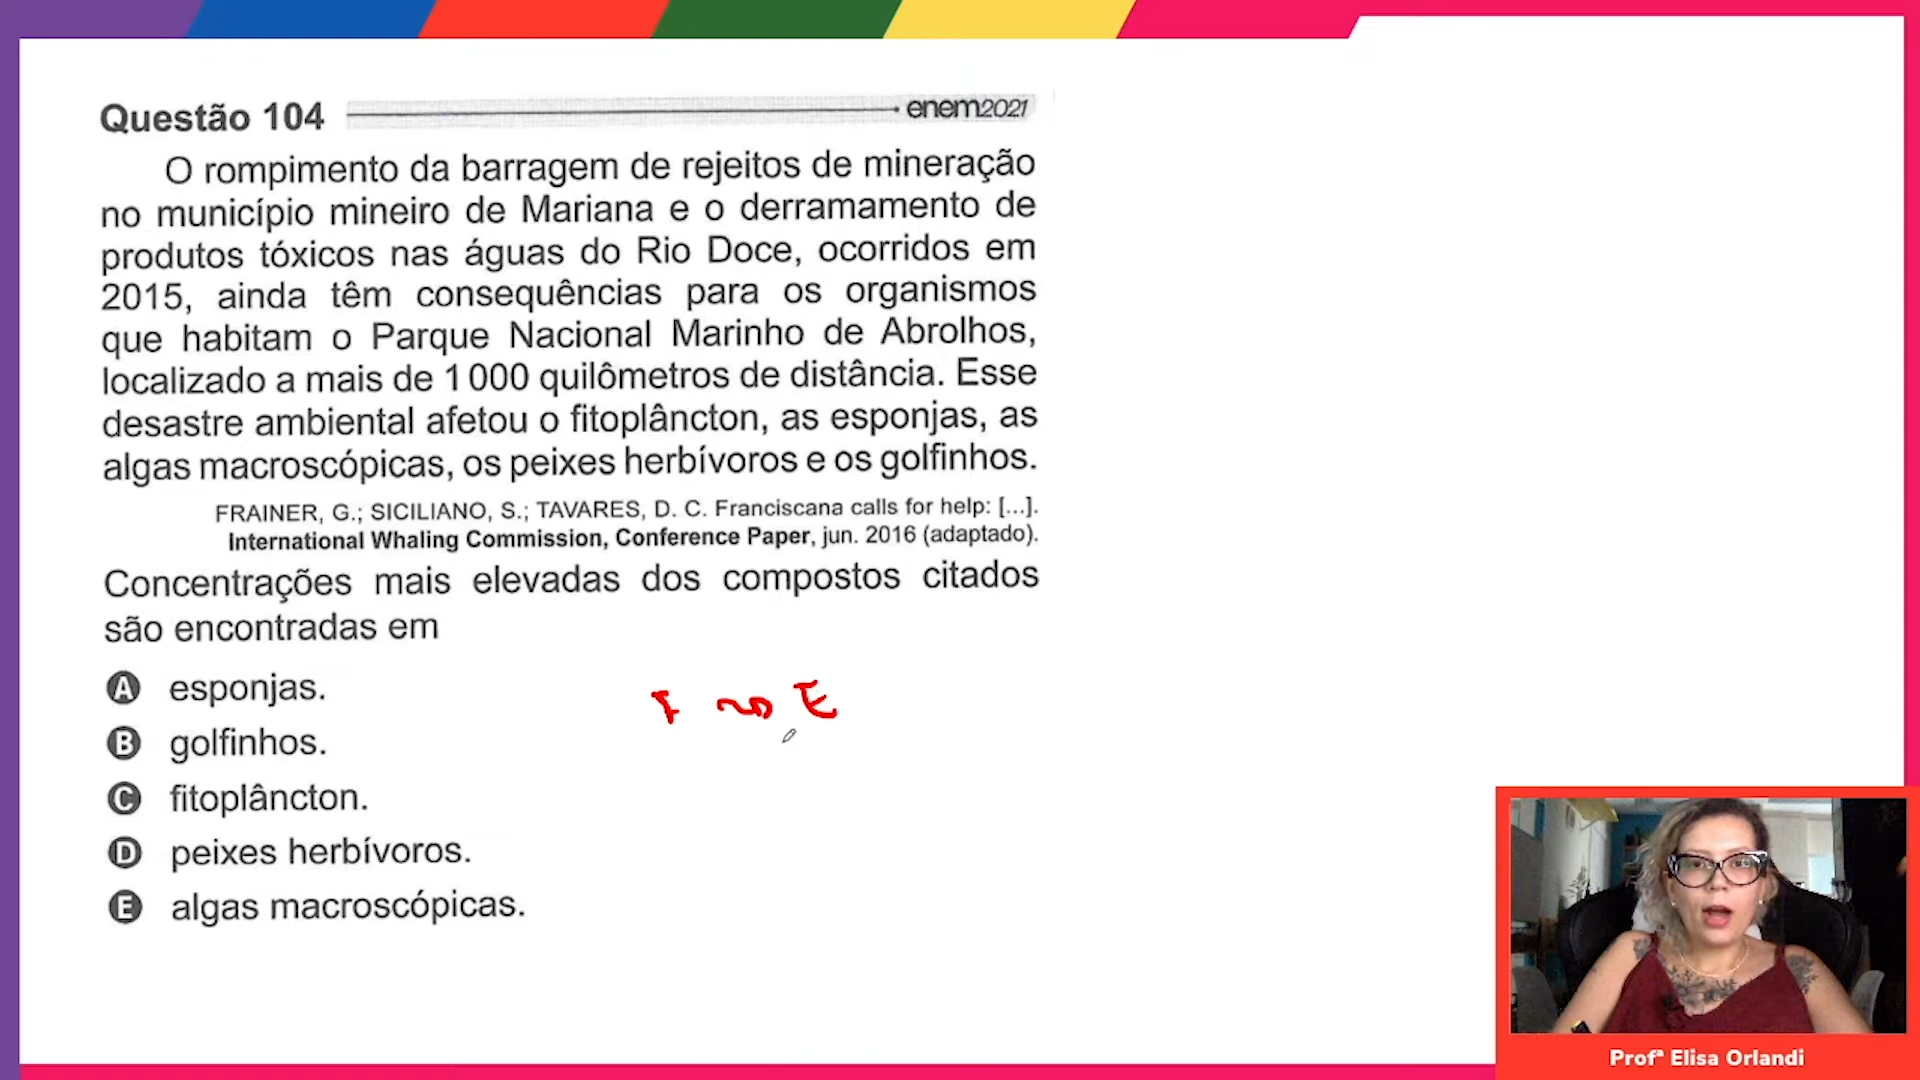 Questão 104
enem2021
O rompimento da barragem de rejeitos de mineração
no município mineiro de Mariana e o derramamento de
produtos tóxicos nas águas do Rio Doce, ocorridos em
2015, ainda têm consequências para os organismos
que habitam o Parque Nacional Marinho de Abrolhos,
localizado a mais de 1 000 quilômetros de distância. Esse
desastre ambiental afetou o fitoplâncton, as esponjas, as
algas macroscópicas, os peixes herbívoros e os golfinhos.
FRAINER, G.; SICILIANO, S.; TAVARES, D. C. Franciscana calls for help: [...].
International Whaling Commission, Conference Paper, jun. 2016 (adaptado).
Concentrações mais elevadas dos compostos citados
são encontradas em
A esponjas.
B golfinhos.
C fitoplâncton.
D peixes herbívoros.
E algas macroscópicas.
E
Profª Elisa Orlandi